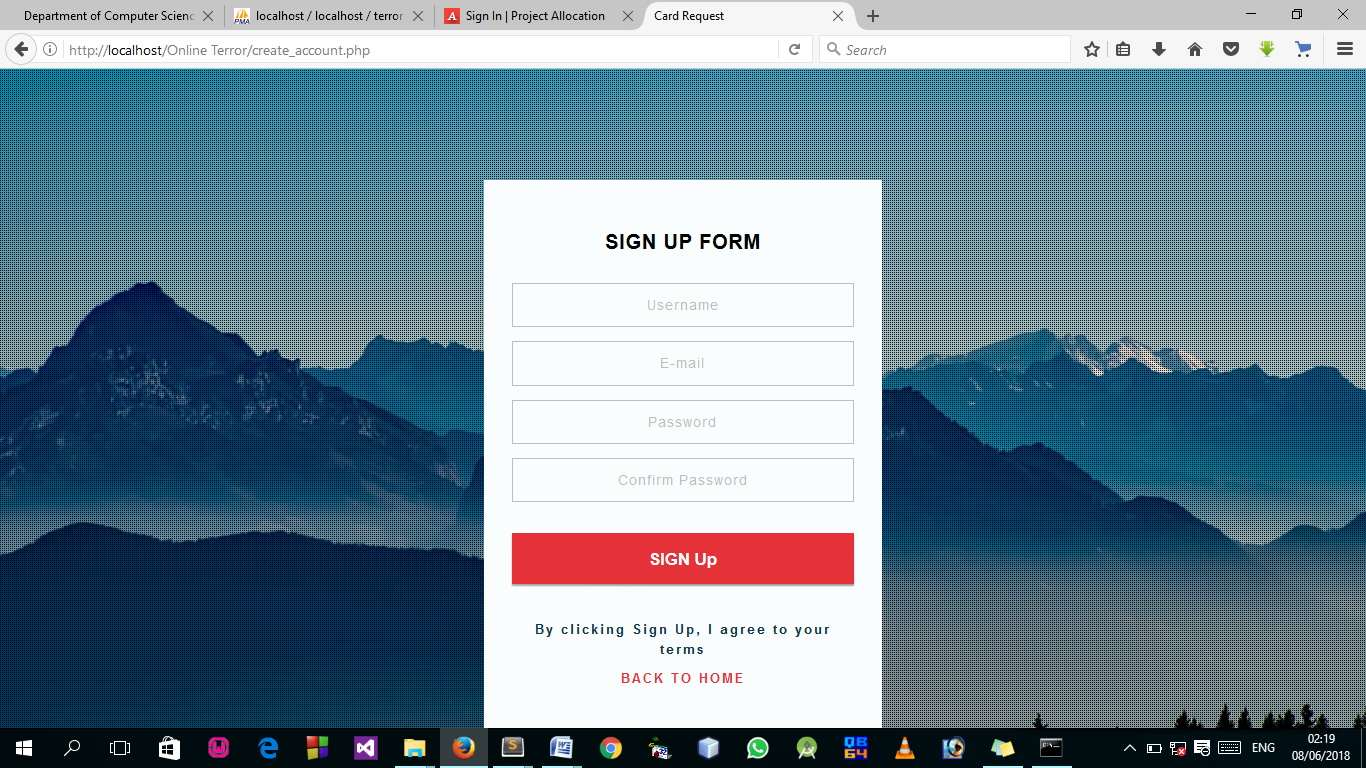 Department of Computer Scienc
localhost / localhost / terror
Sign In | Project Allocation
Card Request
http://localhost/Online Terror/create_account.php
Search
SIGN UP FORM
Username
E-mail
Password
Confirm Password
SIGN Up
By clicking Sign Up, I agree to your
terms
BACK TO HOME
ENG
02:19
08/06/2018